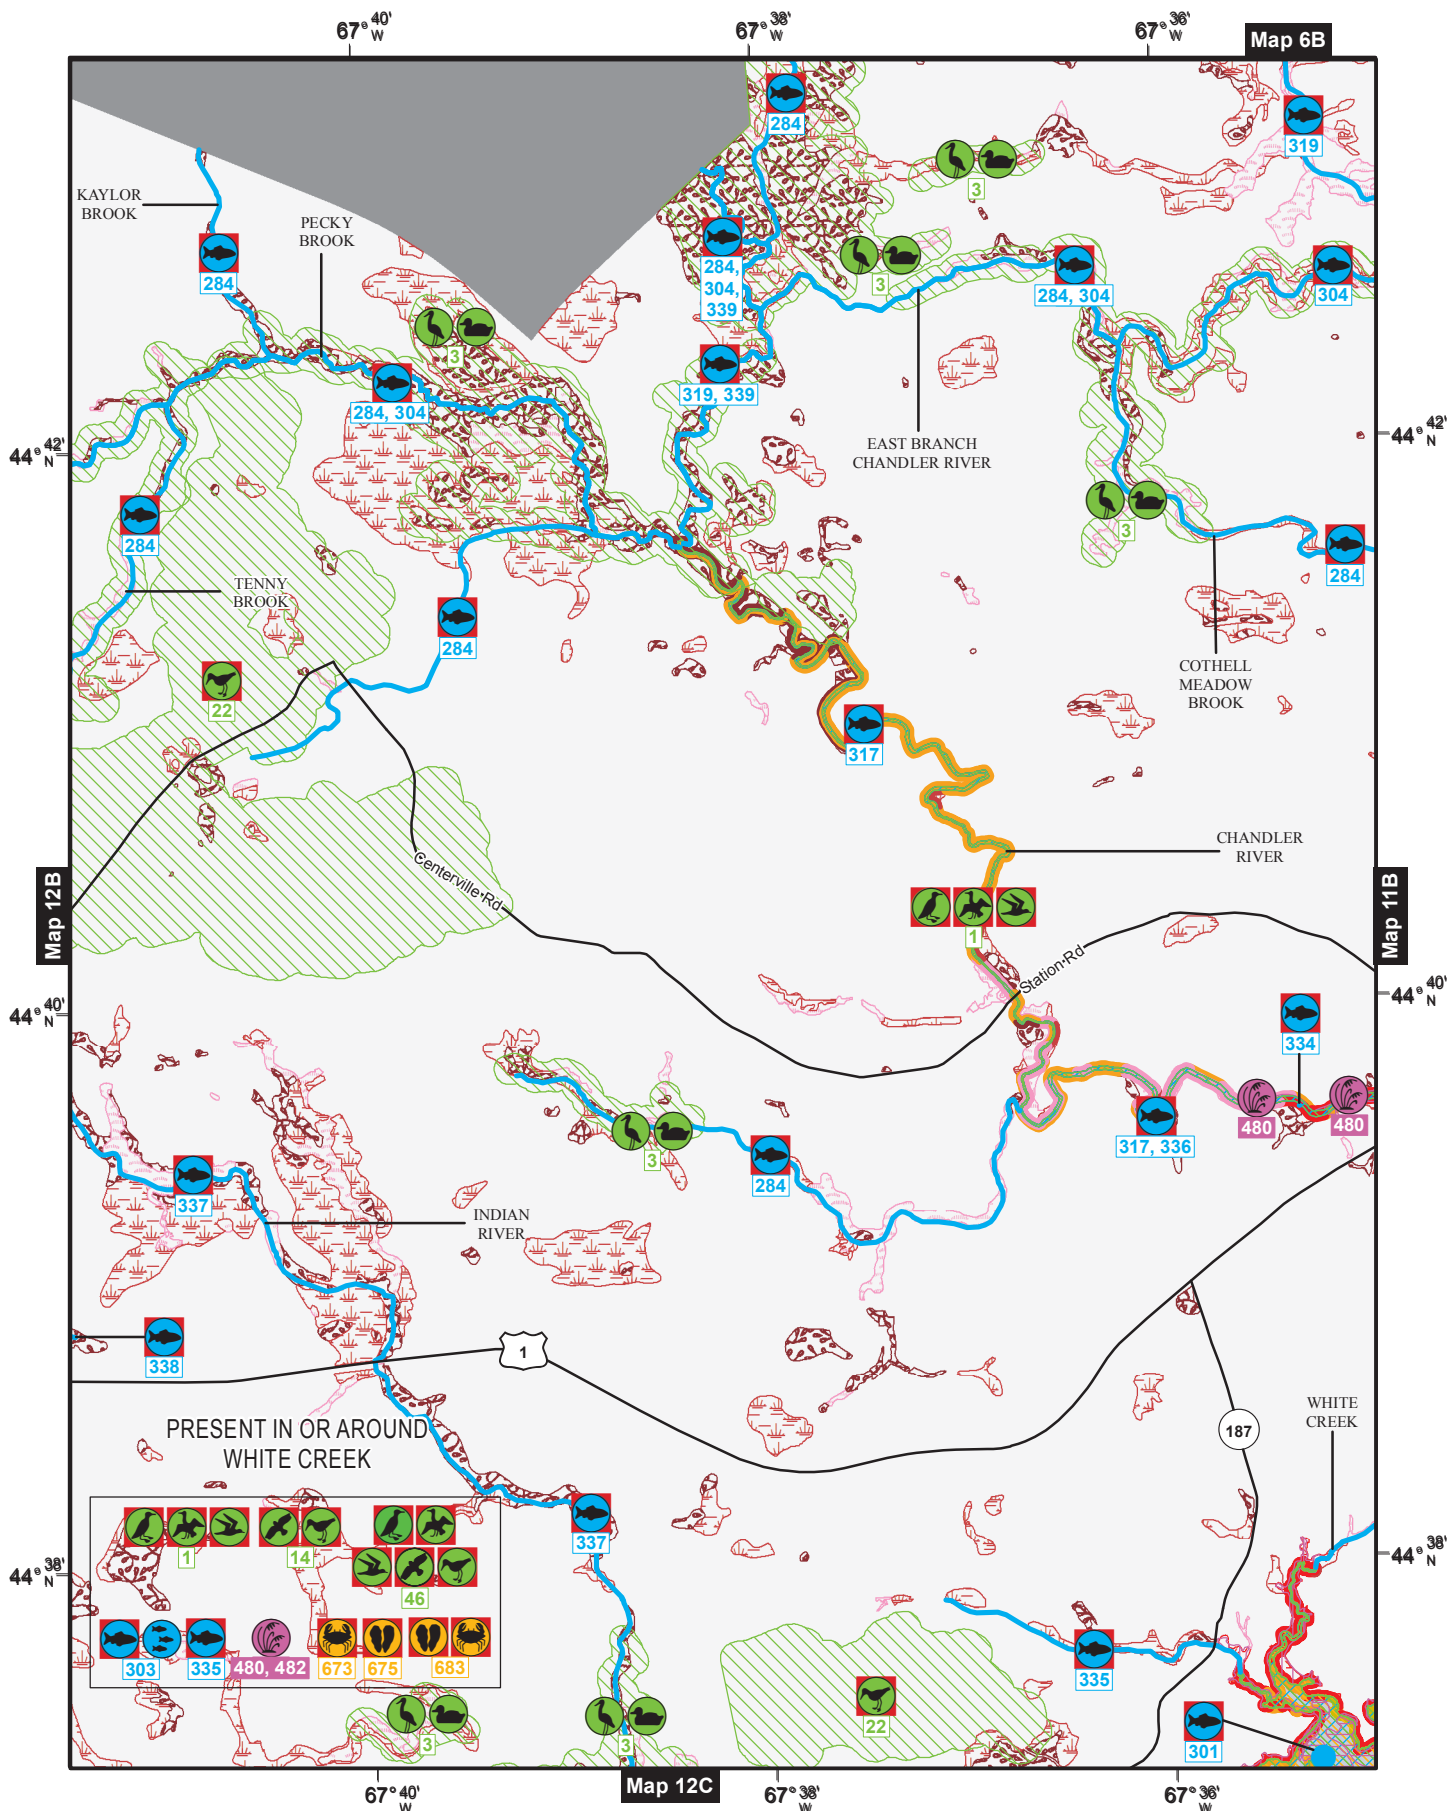 67° 40' W
67° 38' W
67° 36' W
Map 6B
284
319
KAYLOR
BROOK
PECKY
BROOK
3
284
284,
304,
339
3
284, 304
304
3
319, 339
284, 304
EAST BRANCH
CHANDLER RIVER
44° 42' N
44° 42' N
3
284
284
TENNY
BROOK
284
COTHELL
MEADOW
BROOK
22
317
CHANDLER
RIVER
Centerville Rd
Map 12B
Map 11B
1
Station Rd
44° 40' N
44° 40' N
334
480
480
317, 336
3
284
337
INDIAN
RIVER
338
1
187
WHITE
CREEK
PRESENT IN OR AROUND
WHITE CREEK
337
1
14
46
44° 38' N
44° 38' N
303
335
480, 482
673
675
683
335
22
301
3
3
67° 40' W
Map 12C
67° 38' W
67° 36' W